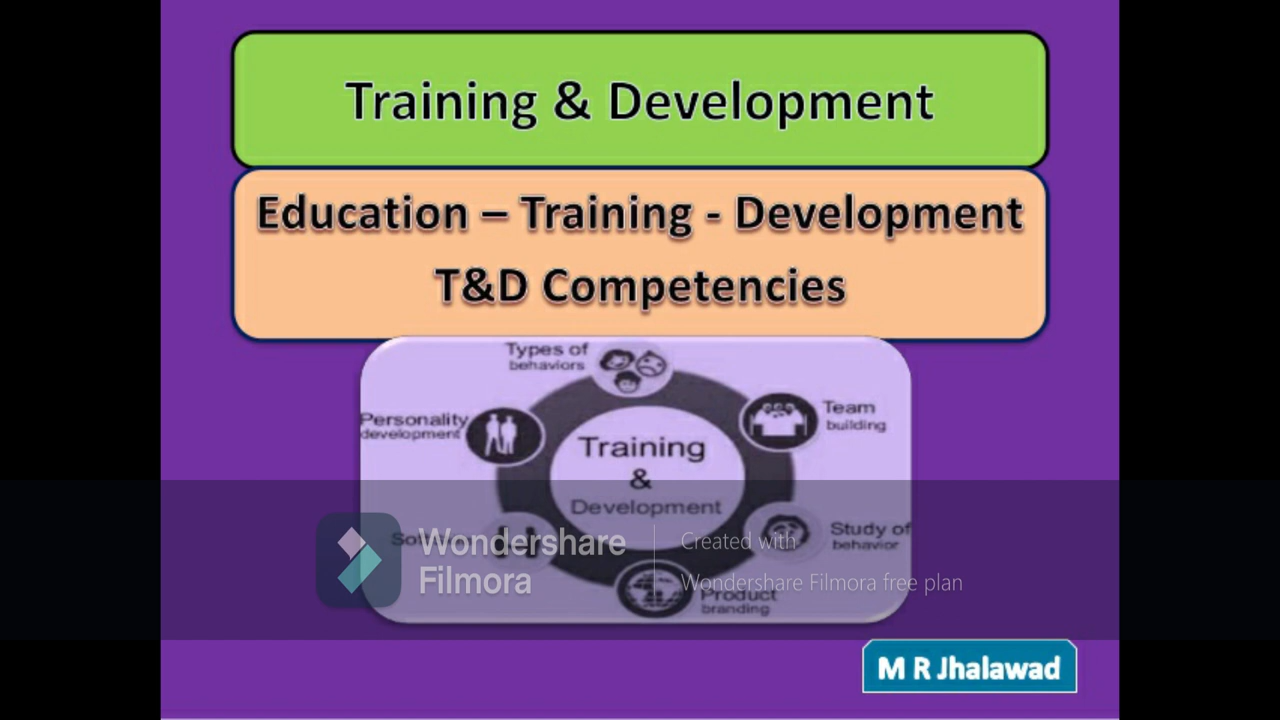 Training & Development
Education – Training - Development
T&D Competencies
Types of
behaviors
Personality
development
Team
building
Training
&
Development
Study of
behavior
Wondershare
Filmora
Created with
Wondershare Filmora free plan
Product
branding
M R Jhalawad